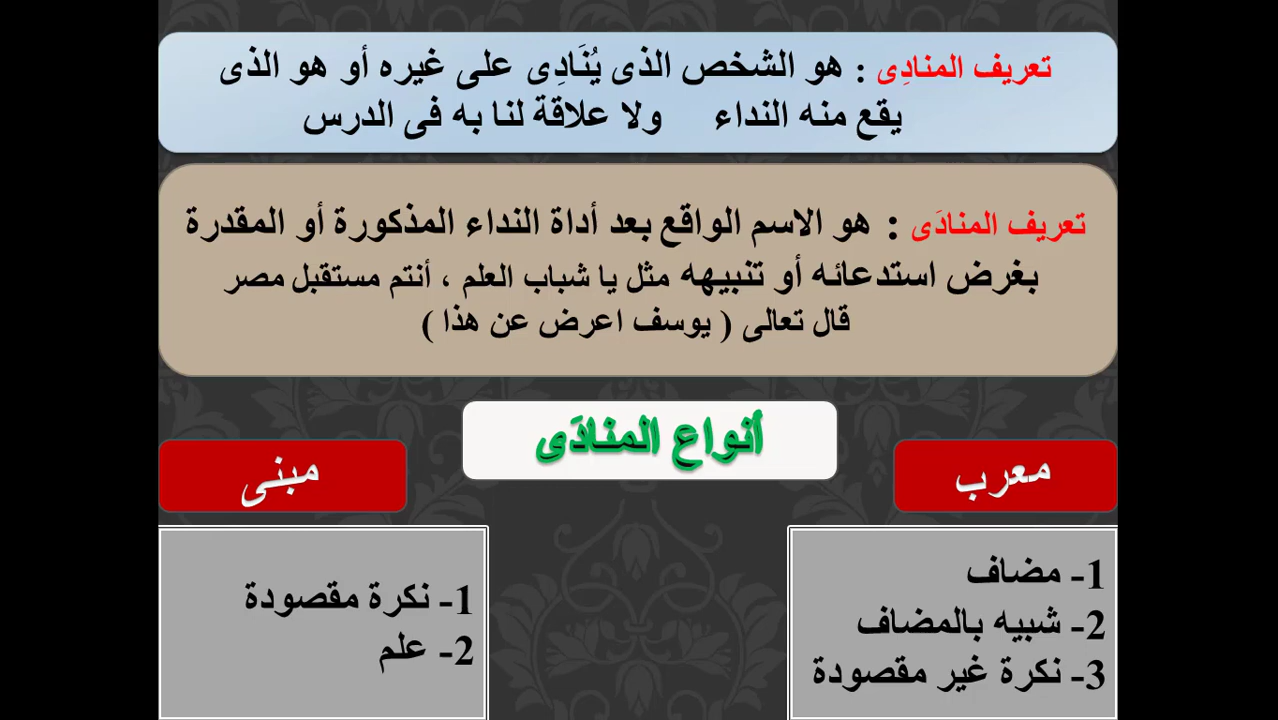 تعريف المنادِى : هو الشخص الذى يُنَادِى على غيره أو هو الذى
يقع منه النداء ولا علاقة لنا به فى الدرس
تعريف المنادَى : هو الاسم الواقع بعد أداة النداء المذكورة أو المقدرة
بغرض استدعائه أو تنبيهه مثل يا شباب العلم ، أنتم مستقبل مصر
قال تعالى ( يوسف اعرض عن هذا )
أنواع المنادَى
معرب
1- مضاف
2- شبيه بالمضاف
3- نكرة غير مقصودة
مبنى
1- نكرة مقصودة
2- علم